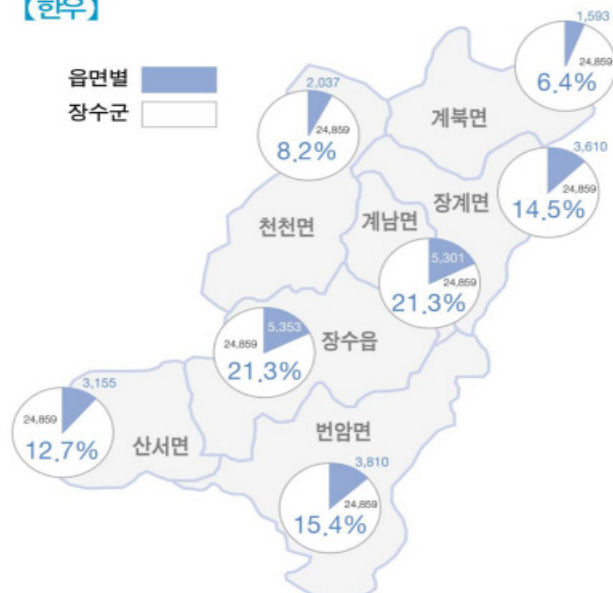 【한우】
읍면별
장수군
1,593
24,859
6.4%
계북면
2,037
24,859
8.2%
3,610
24,859
14.5%
장계면
천천면
계남면
5,301
24,859
21.3%
5,353
24,859
21.3%
장수읍
3,155
24,859
12.7%
산서면
번암면
3,810
24,859
15.4%